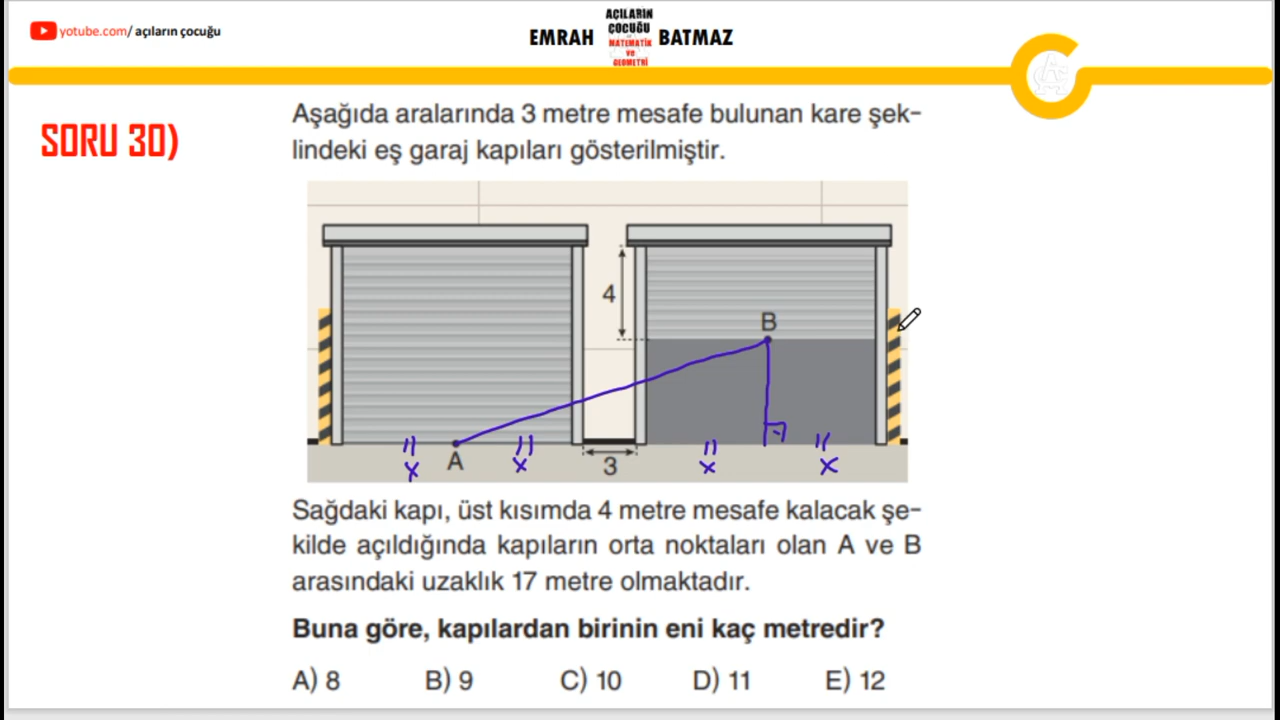 yotube.com/ açıların çocuğu
EMRAH
AÇILARIN
ÇOCUĞU
MATEMATİK
ve
GEOMETRİ
BATMAZ
SORU 30)
Aşağıda aralarında 3 metre mesafe bulunan kare şek-
lindeki eş garaj kapıları gösterilmiştir.
4
B
A
3
x x x x
Sağdaki kapı, üst kısımda 4 metre mesafe kalacak şe-
kilde açıldığında kapıların orta noktaları olan A ve B
arasındaki uzaklık 17 metre olmaktadır.
Buna göre, kapılardan birinin eni kaç metredir?
A) 8 B) 9 C) 10 D) 11 E) 12